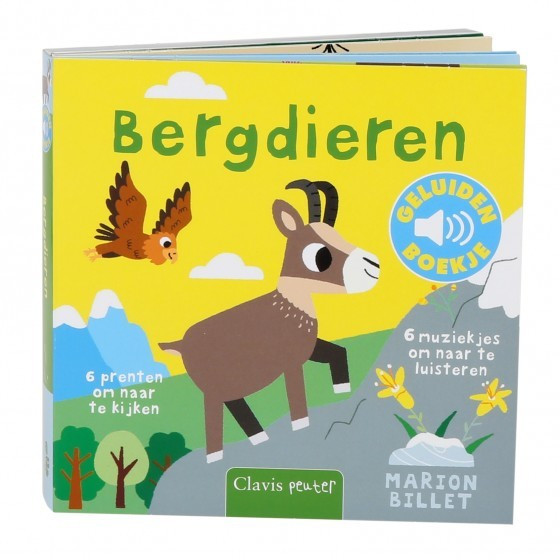 Bergdieren
GELUIDEN
BOEKJE
6 prenten
om naar
te kijken
6 muziekjes
om naar te
luisteren
Clavis peuter
MARION
BILLET
Bergdieren